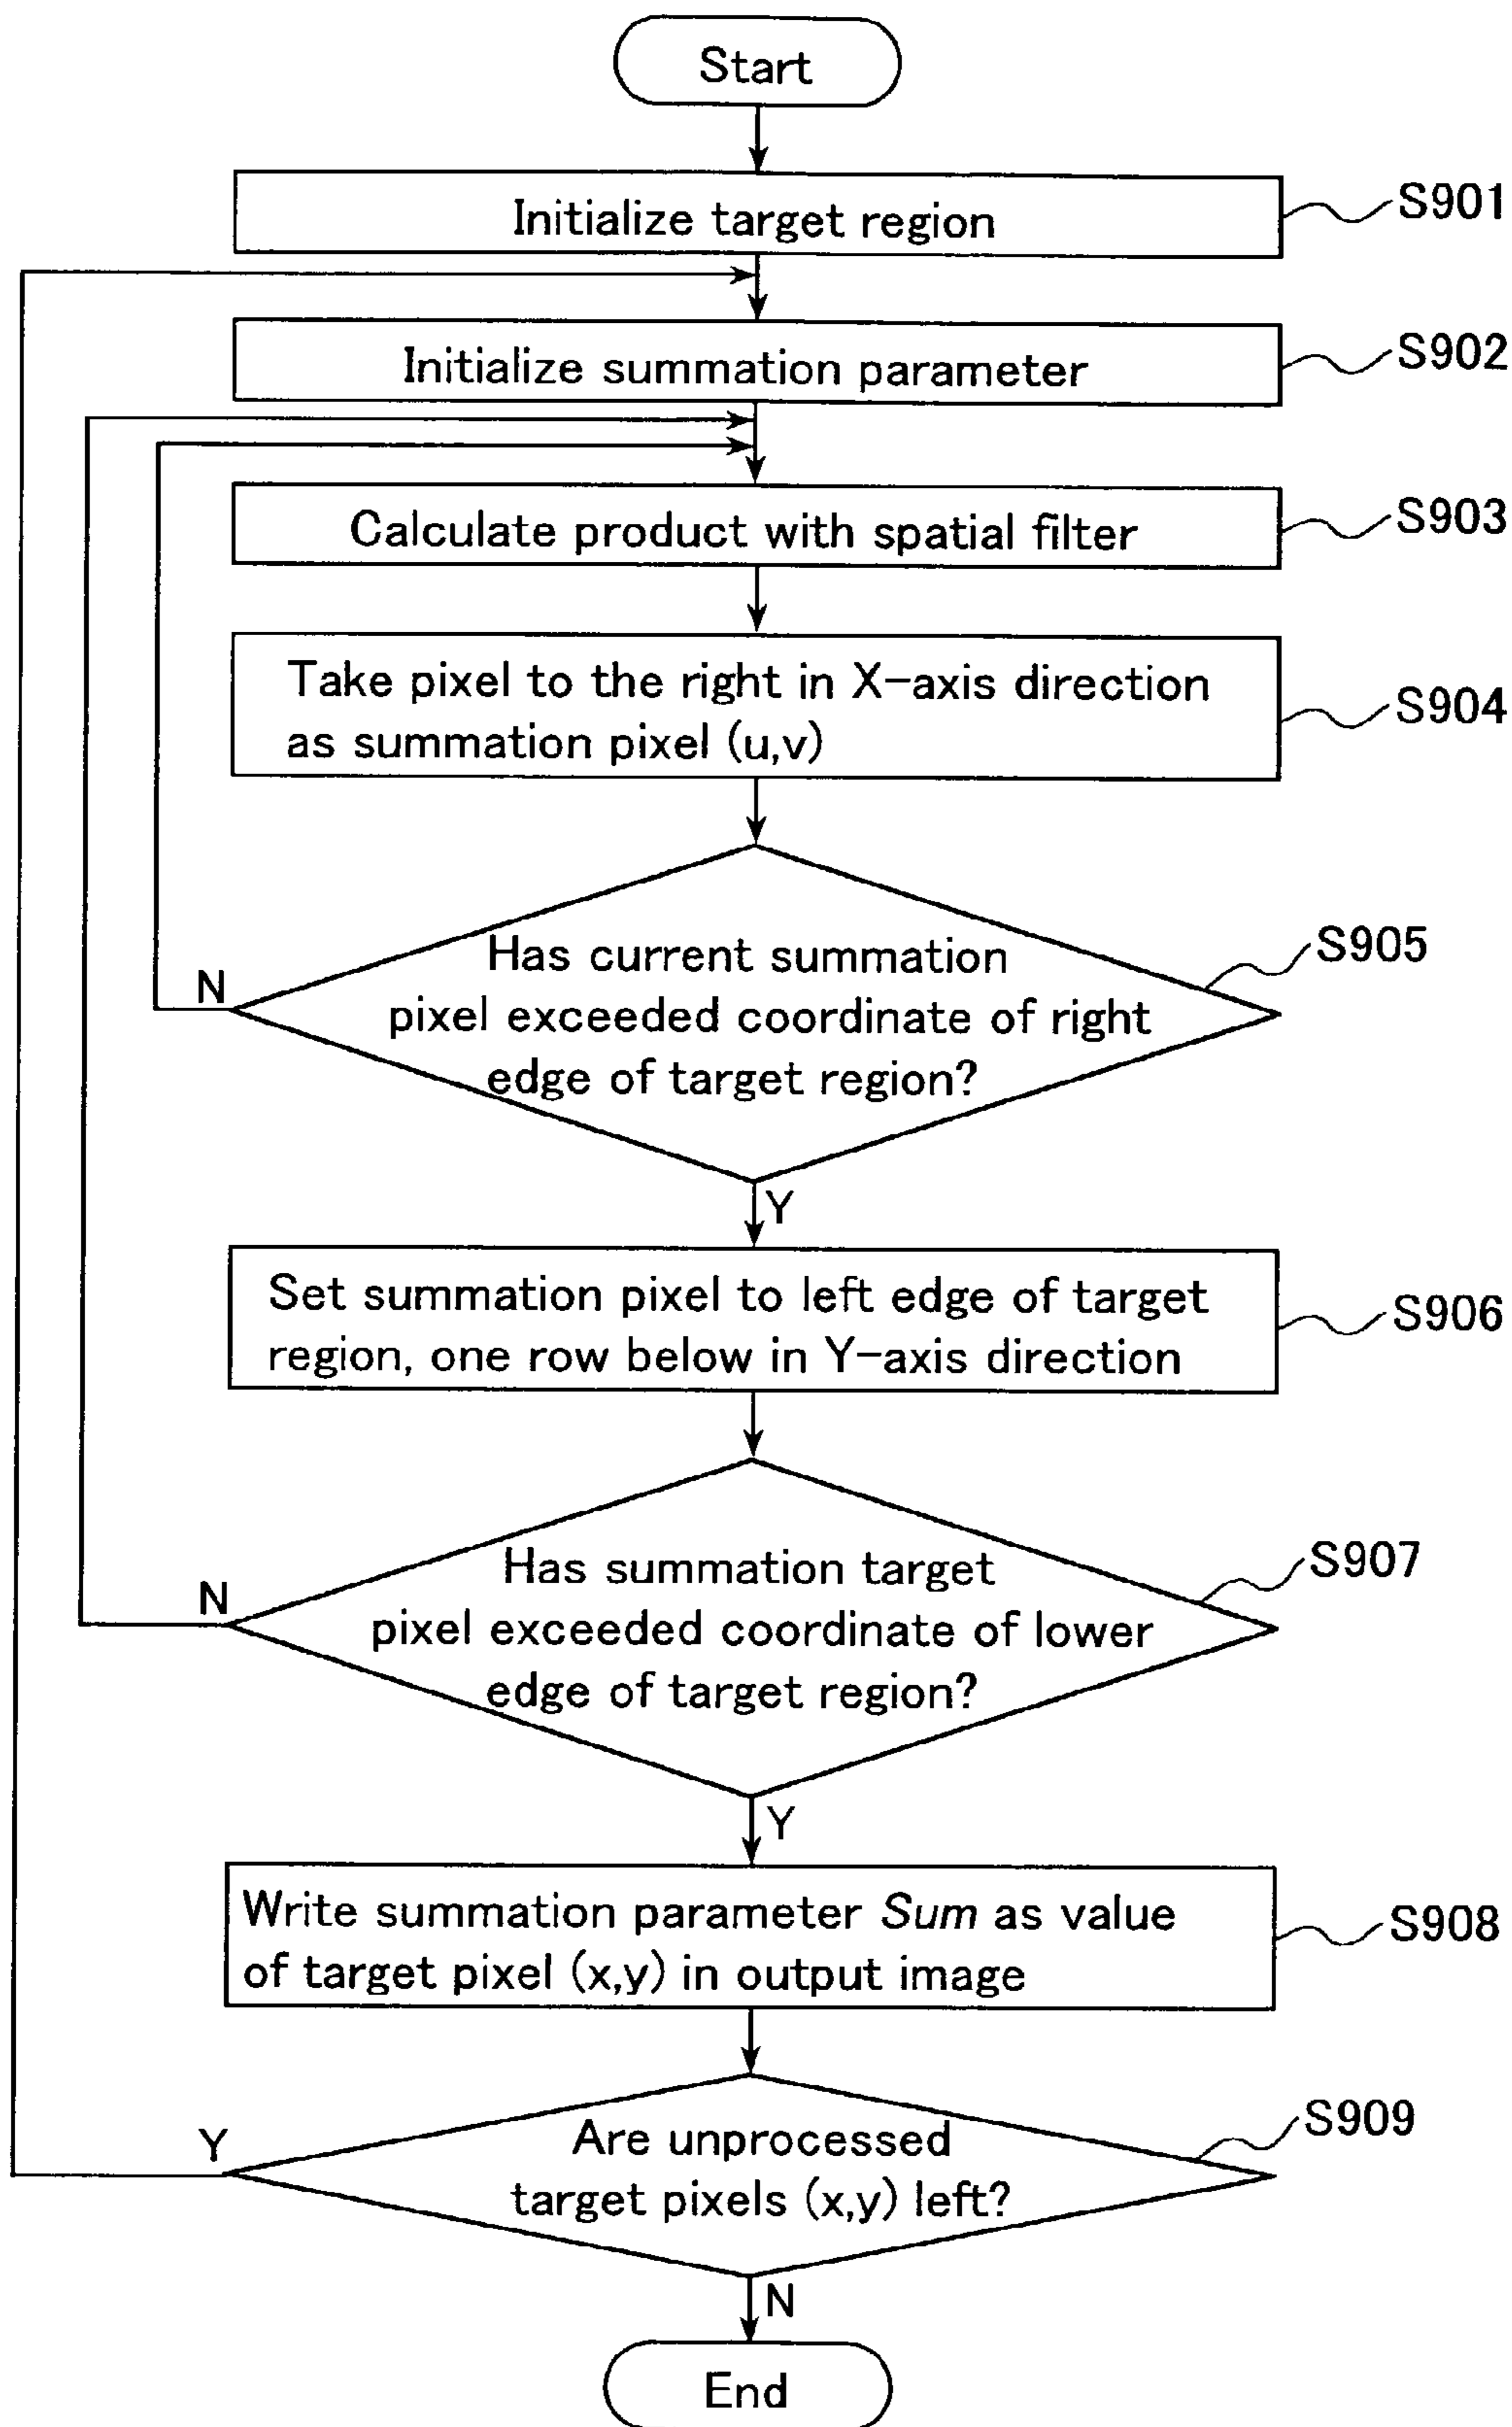 Start
Initialize target region
S901
Initialize summation parameter
S902
Calculate product with spatial filter
S903
Take pixel to the right in X-axis direction
as summation pixel (u,v)
S904
Has current summation
pixel exceeded coordinate of right
edge of target region?
S905
N
Y
Set summation pixel to left edge of target
region, one row below in Y-axis direction
S906
Has summation target
pixel exceeded coordinate of lower
edge of target region?
S907
N
Y
Write summation parameter Sum as value
of target pixel (x,y) in output image
S908
Are unprocessed
target pixels (x,y) left?
S909
Y
N
End